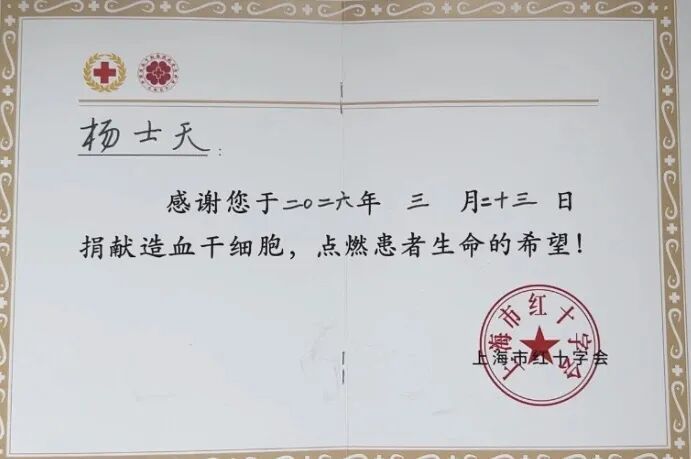 杨士天：
感谢您于二〇二六年 三 月二十三 日
捐献造血干细胞，点燃患者生命的希望！
上海市红十字会
上海市红十字会